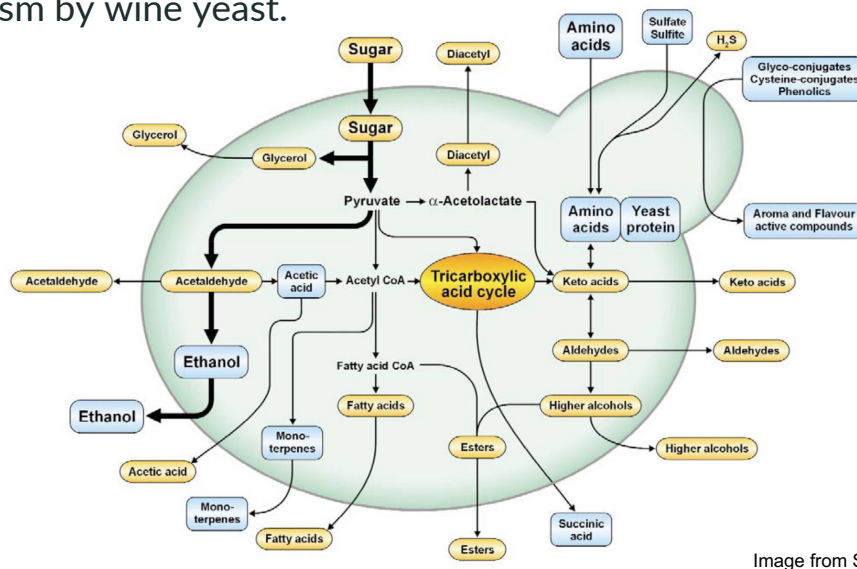 sm by wine yeast.
Sugar
Diacetyl
Amino
acids
Sulfate
Sulfite
H₂S
Glyco-conjugates
Cysteine-conjugates
Phenolics
Glycerol
Sugar
Glycerol
Diacetyl
Pyruvate
α-Acetolactate
Amino
acids
Yeast
protein
Aroma and Flavour
active compounds
Acetaldehyde
Acetaldehyde
Acetic
acid
Acetyl CoA
Tricarboxylic
acid cycle
Keto acids
Keto acids
Ethanol
Aldehydes
Aldehydes
Fatty acid CoA
Ethanol
Fatty acids
Higher alcohols
Mono-
terpenes
Esters
Higher alcohols
Acetic acid
Mono-
terpenes
Fatty acids
Esters
Succinic
acid
Image from S